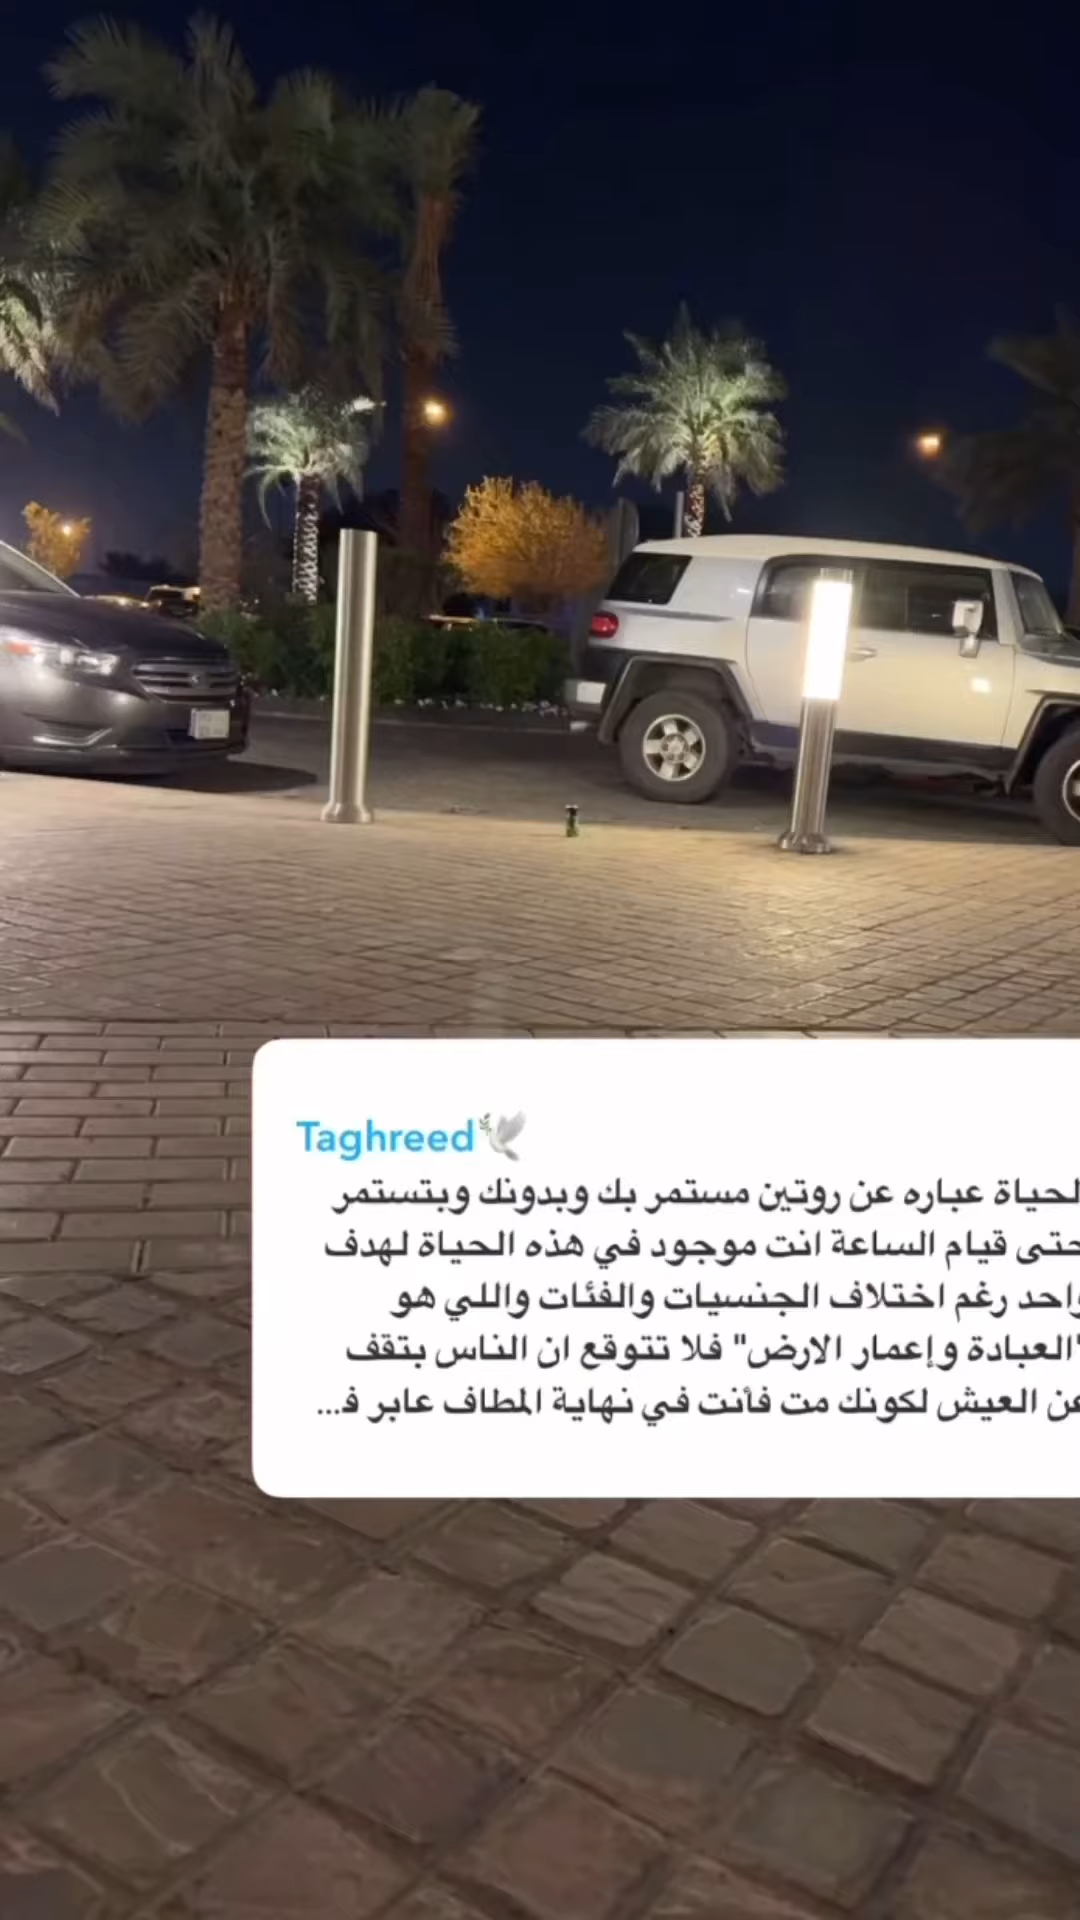 Taghreed🕊️
لحياة عباره عن روتين مستمر بك وبدونك وبتستمر
حتى قيام الساعة انت موجود في هذه الحياة لهدف
واحد رغم اختلاف الجنسيات والفئات واللي هو
"العبادة وإعمار الارض" فلا تتوقع ان الناس بتقف
عن العيش لكونك مت فأنت في نهاية المطاف عابر فـ...